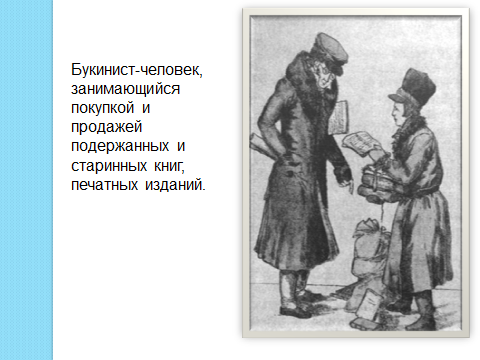 Букинист-человек,
занимающийся
покупкой и
продажей
подержанных и
старинных книг,
печатных изданий.